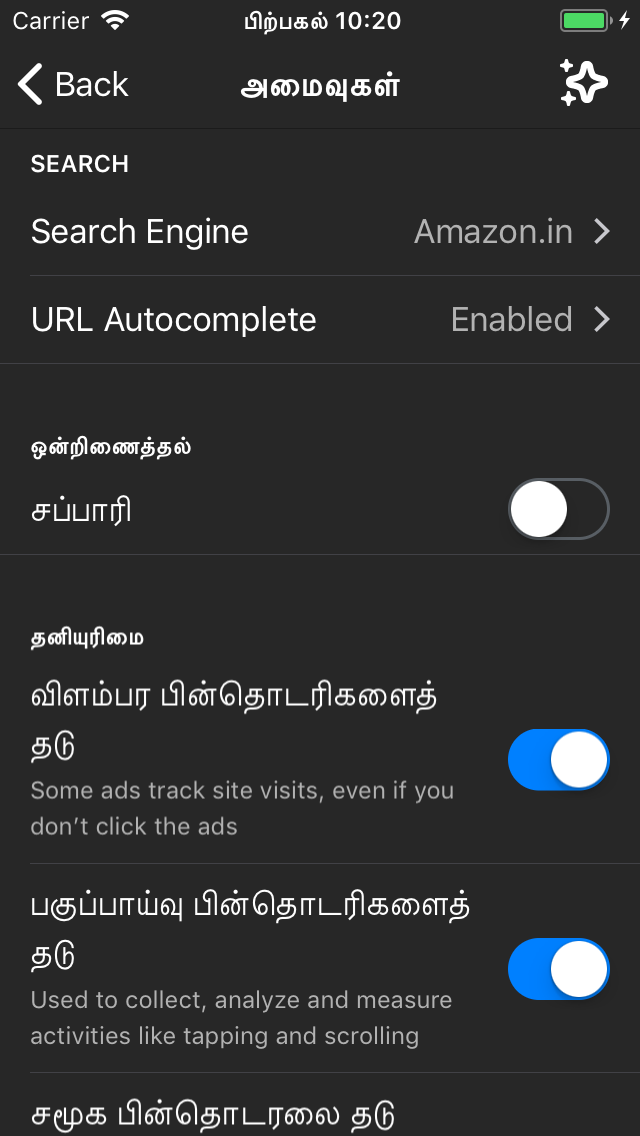 Carrier பிற்பகல் 10:20
Back அமைவுகள்
SEARCH
Search Engine Amazon.in
URL Autocomplete Enabled
ஒன்றிணைத்தல்
சப்பாரி
தனியுரிமை
விளம்பர பின்தொடரிகளைத்
தடு
Some ads track site visits, even if you
don’t click the ads
பகுப்பாய்வு பின்தொடரிகளைத்
தடு
Used to collect, analyze and measure
activities like tapping and scrolling
சமூக பின்தொடரலை தடு